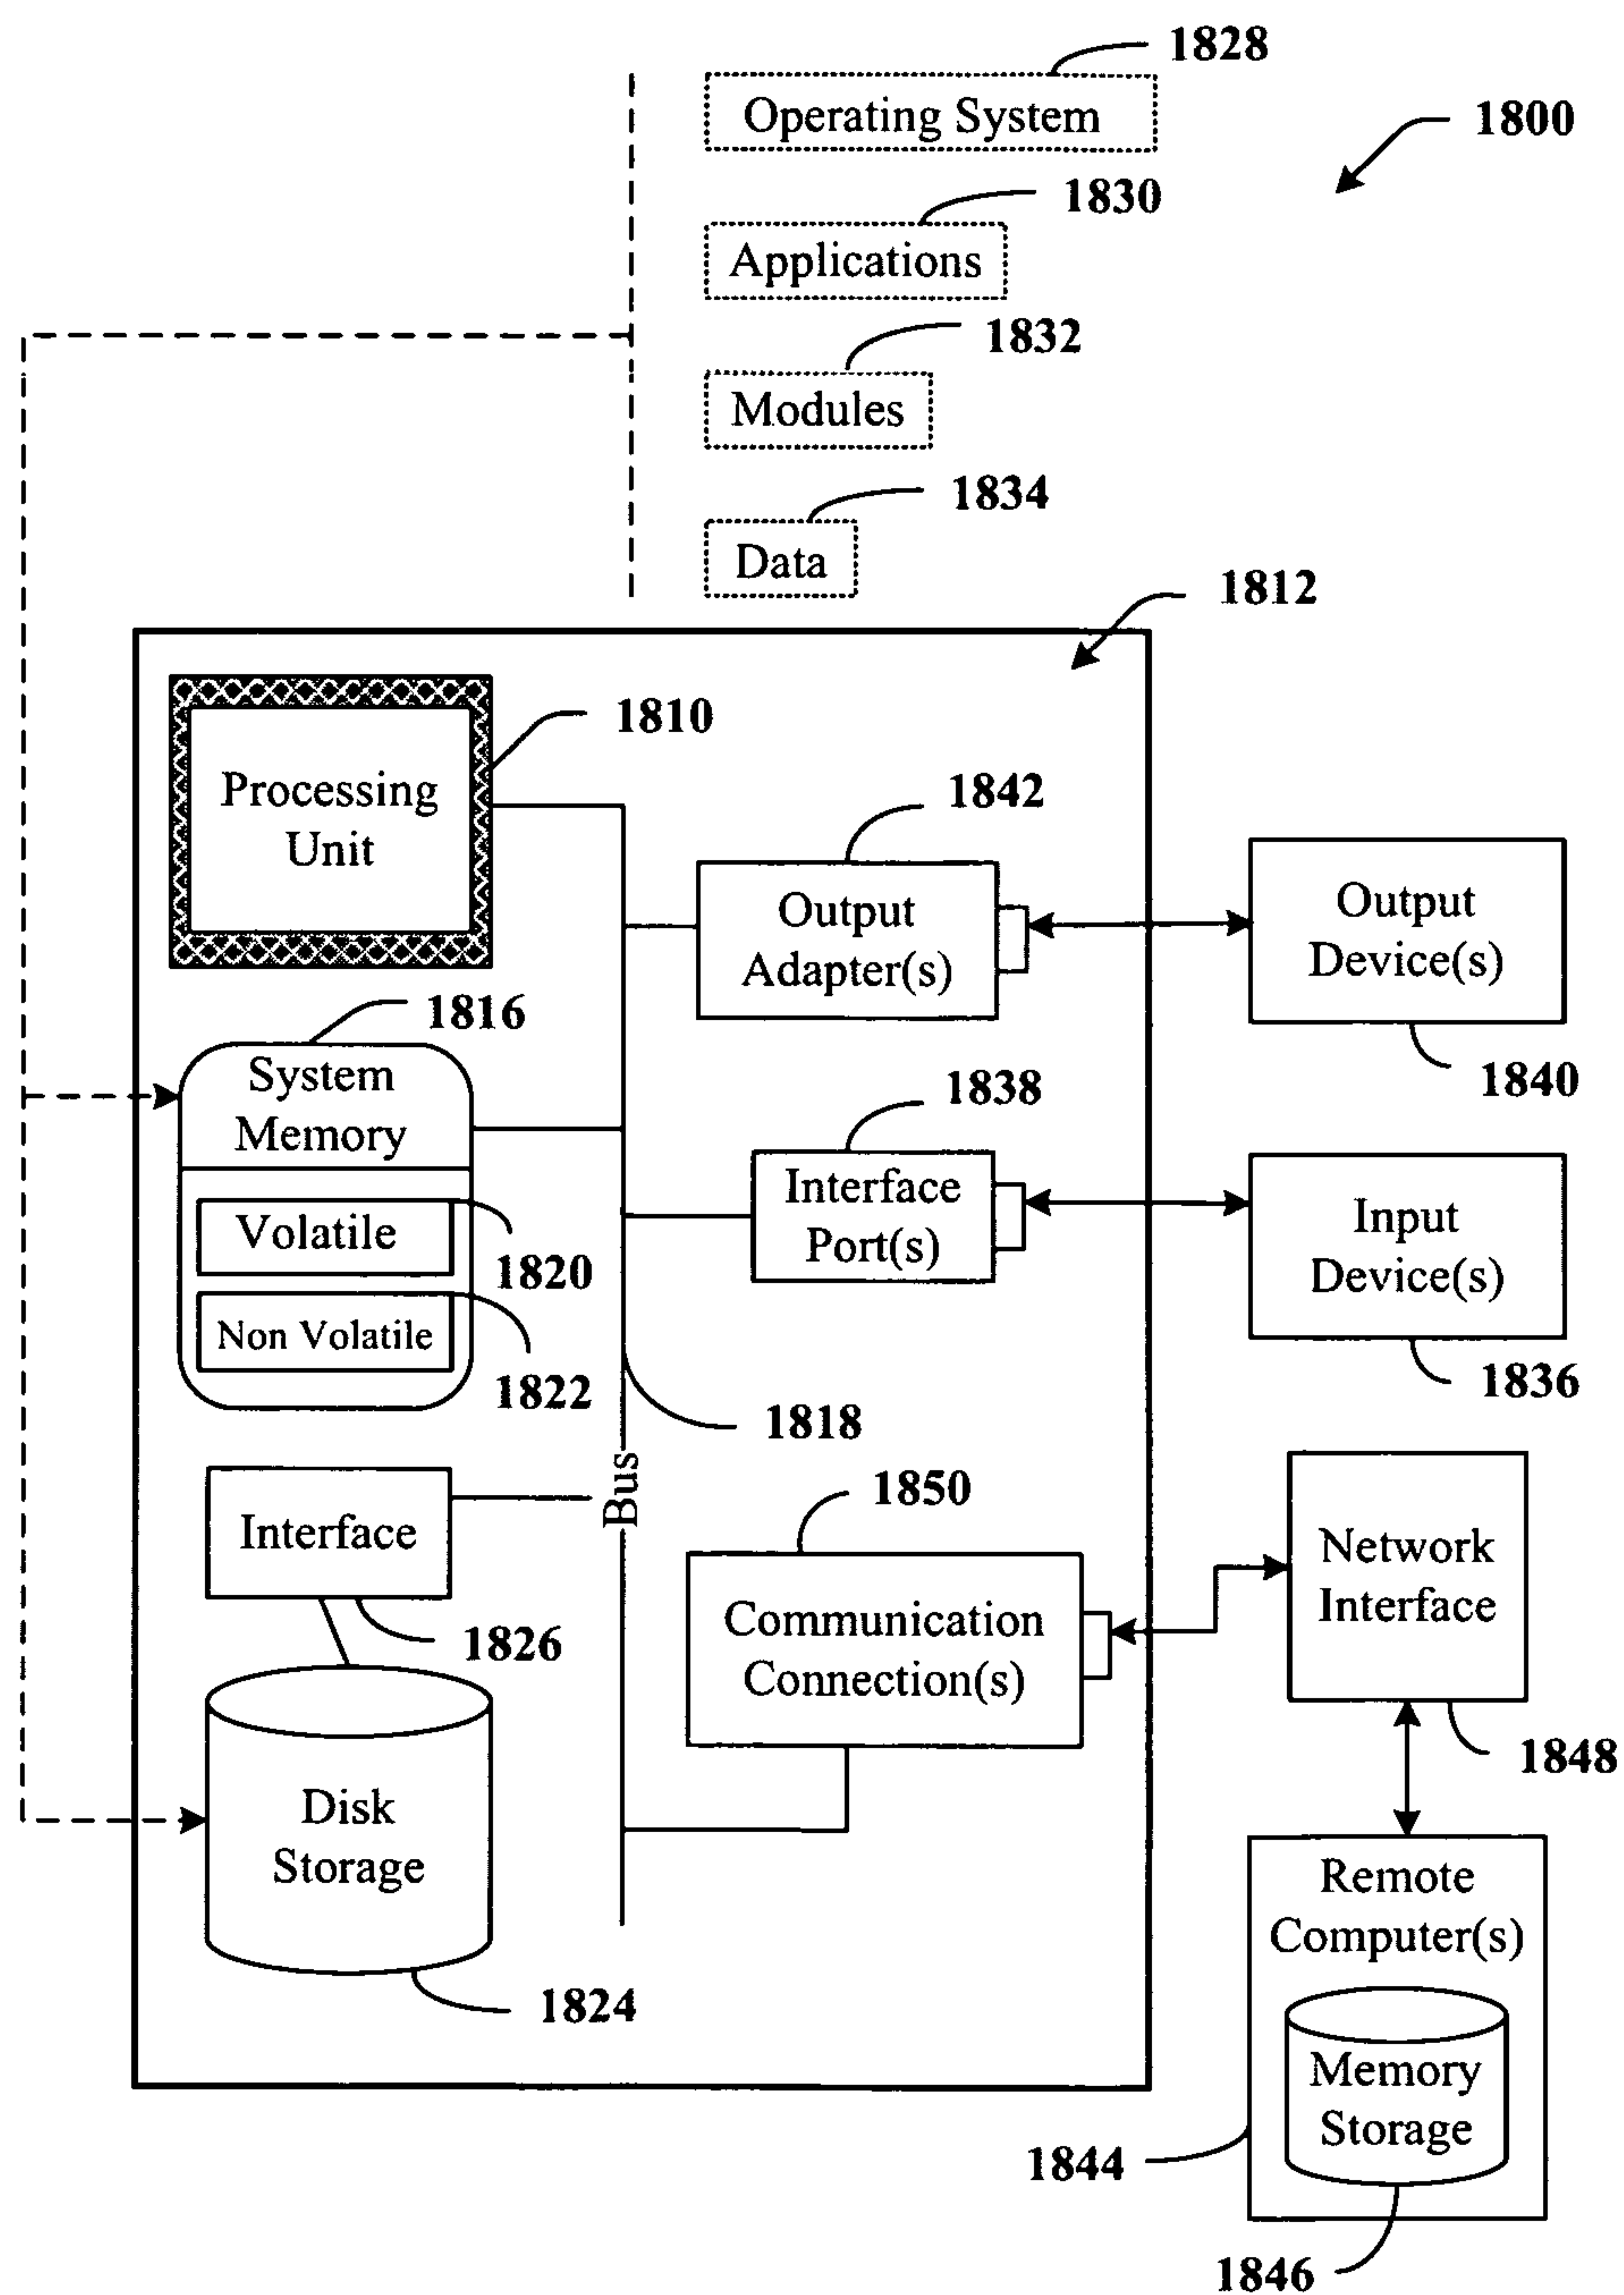 1828
Operating System
1800
1830
Applications
1832
Modules
1834
Data
1812
1810
Processing
Unit
1842
Output
Adapter(s)
Output
Device(s)
1840
1816
System
Memory
Volatile
1820
Non Volatile
1822
1838
Interface
Port(s)
Input
Device(s)
1836
1818
Bus
Interface
1826
1850
Communication
Connection(s)
Network
Interface
1848
Disk
Storage
1824
Remote
Computer(s)
Memory
Storage
1844
1846